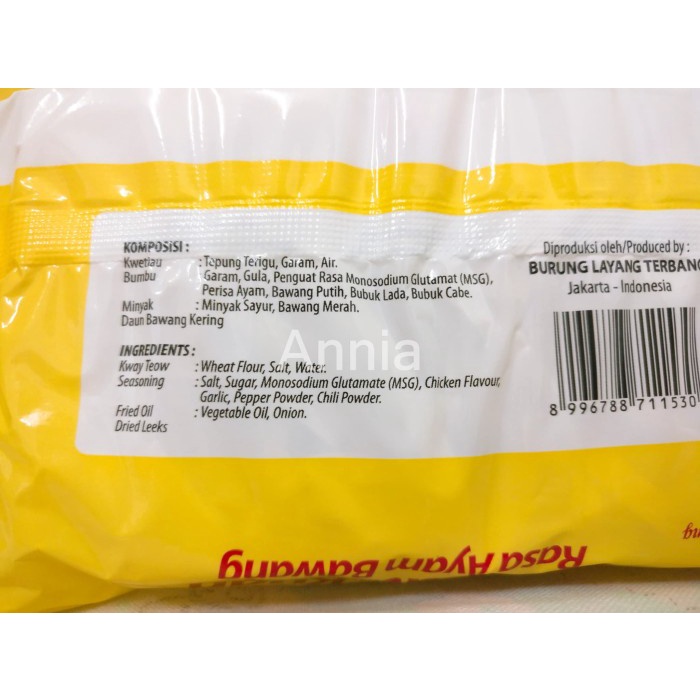 KOMPOSISI :
Kwetiau : Tepung Terigu, Garam, Air.
Bumbu : Garam, Gula, Penguat Rasa Monosodium Glutamat (MSG),
Perisa Ayam, Bawang Putih, Bubuk Lada, Bubuk Cabe.
Minyak : Minyak Sayur, Bawang Merah.
Daun Bawang Kering
INGREDIENTS :
Kway Teow : Wheat Flour, Salt, Water.
Seasoning : Salt, Sugar, Monosodium Glutamate (MSG), Chicken Flavour,
Garlic, Pepper Powder, Chili Powder.
Fried Oil : Vegetable Oil, Onion.
Dried Leeks
Annia
Diproduksi oleh/Produced by :
BURUNG LAYANG TERBANG
Jakarta - Indonesia
8 996788 711530
Rasa Ayam Bawang